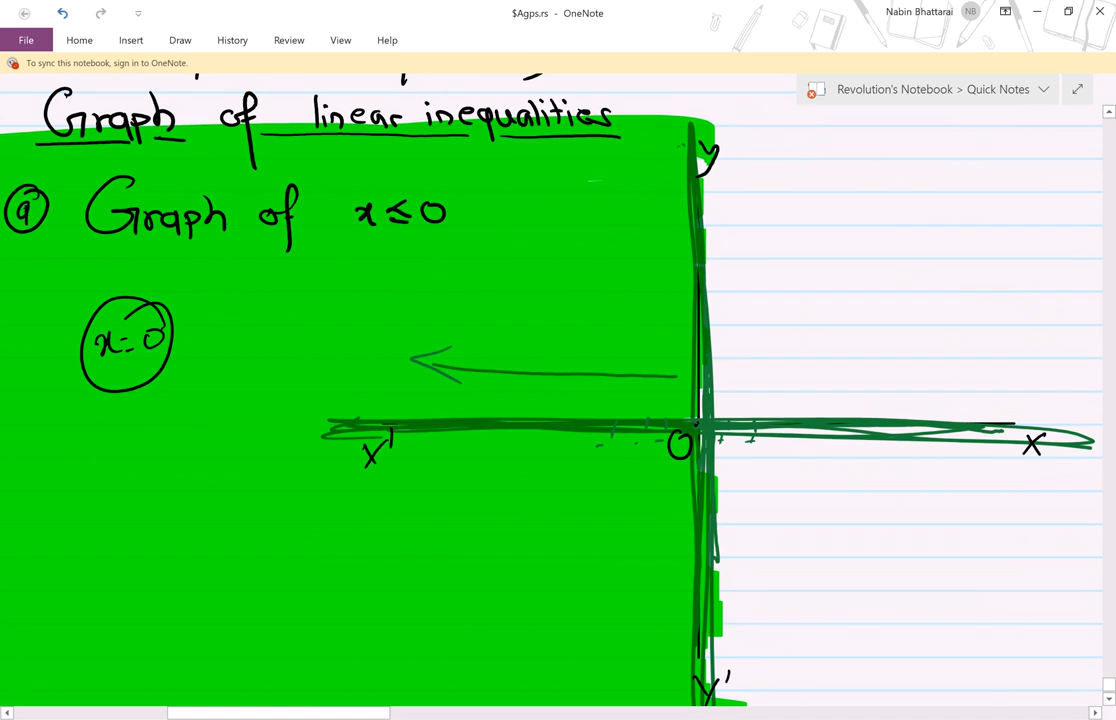 $Agps.rs - OneNote
Nabin Bhattarai NB
File Home Insert Draw History Review View Help
To sync this notebook, sign in to OneNote.
Revolution's Notebook > Quick Notes
Graph of linear inequalities
a Graph of x ≤ 0
y
x = 0
X' O X
Y'